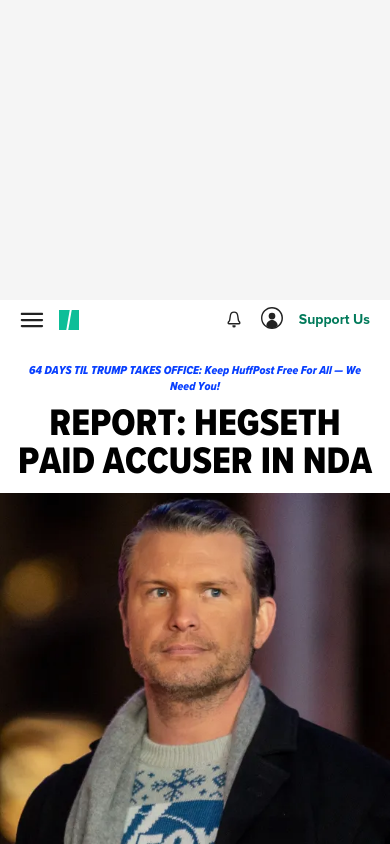 Support Us
64 DAYS TIL TRUMP TAKES OFFICE: Keep HuffPost Free For All — We
Need You!
REPORT: HEGSETH
PAID ACCUSER IN NDA